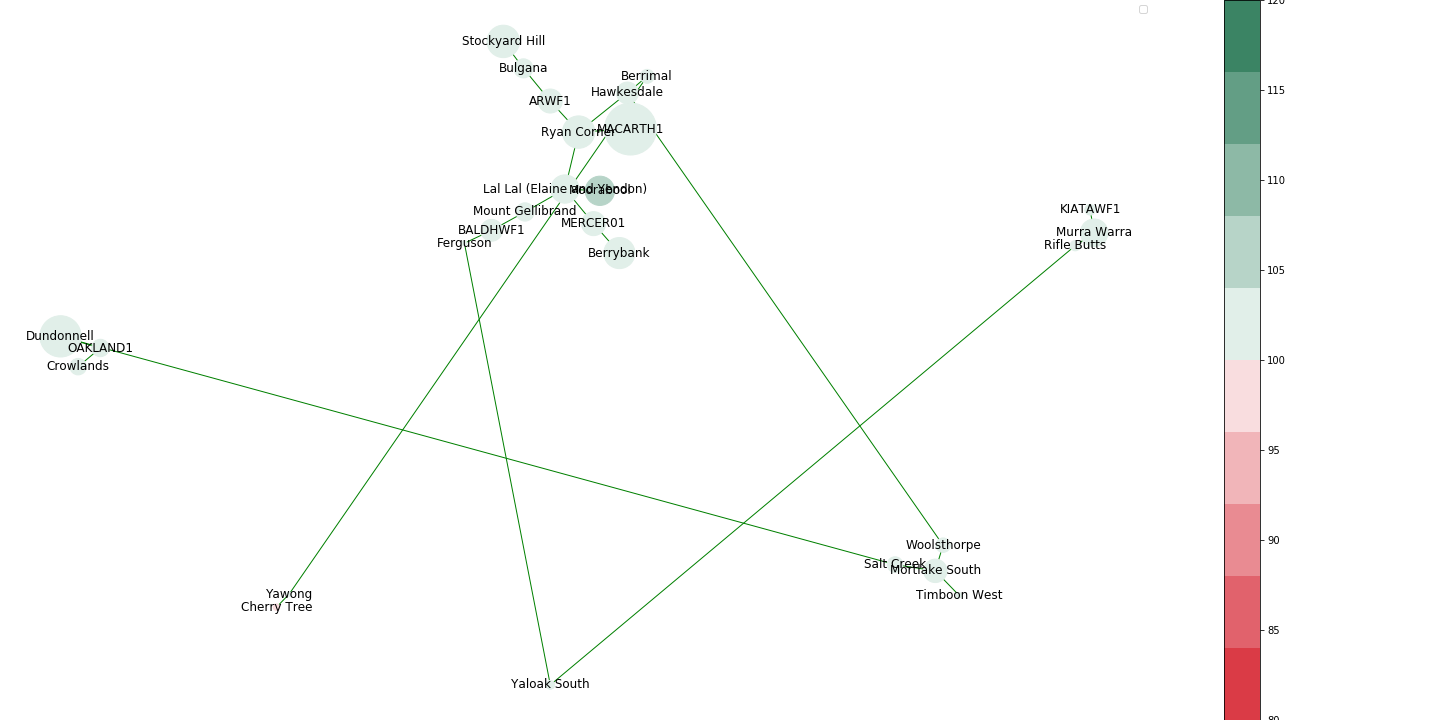 120
Stockyard Hill
Bulgana
Berrimal
Hawkesdale
115
ARWF1
Ryan Corner
MACARTH1
110
Lal Lal (Elaine and Yendon)
Moorabool
Mount Gellibrand
KIATAWF1
MERCER01
BALDHWF1
Murra Warra
Ferguson
Rifle Butts
Berrybank
105
Dundonnell
OAKLAND1
100
Crowlands
95
90
Woolsthorpe
Salt Creek
Mortlake South
Yawong
Timboon West
Cherry Tree
85
Yaloak South
80